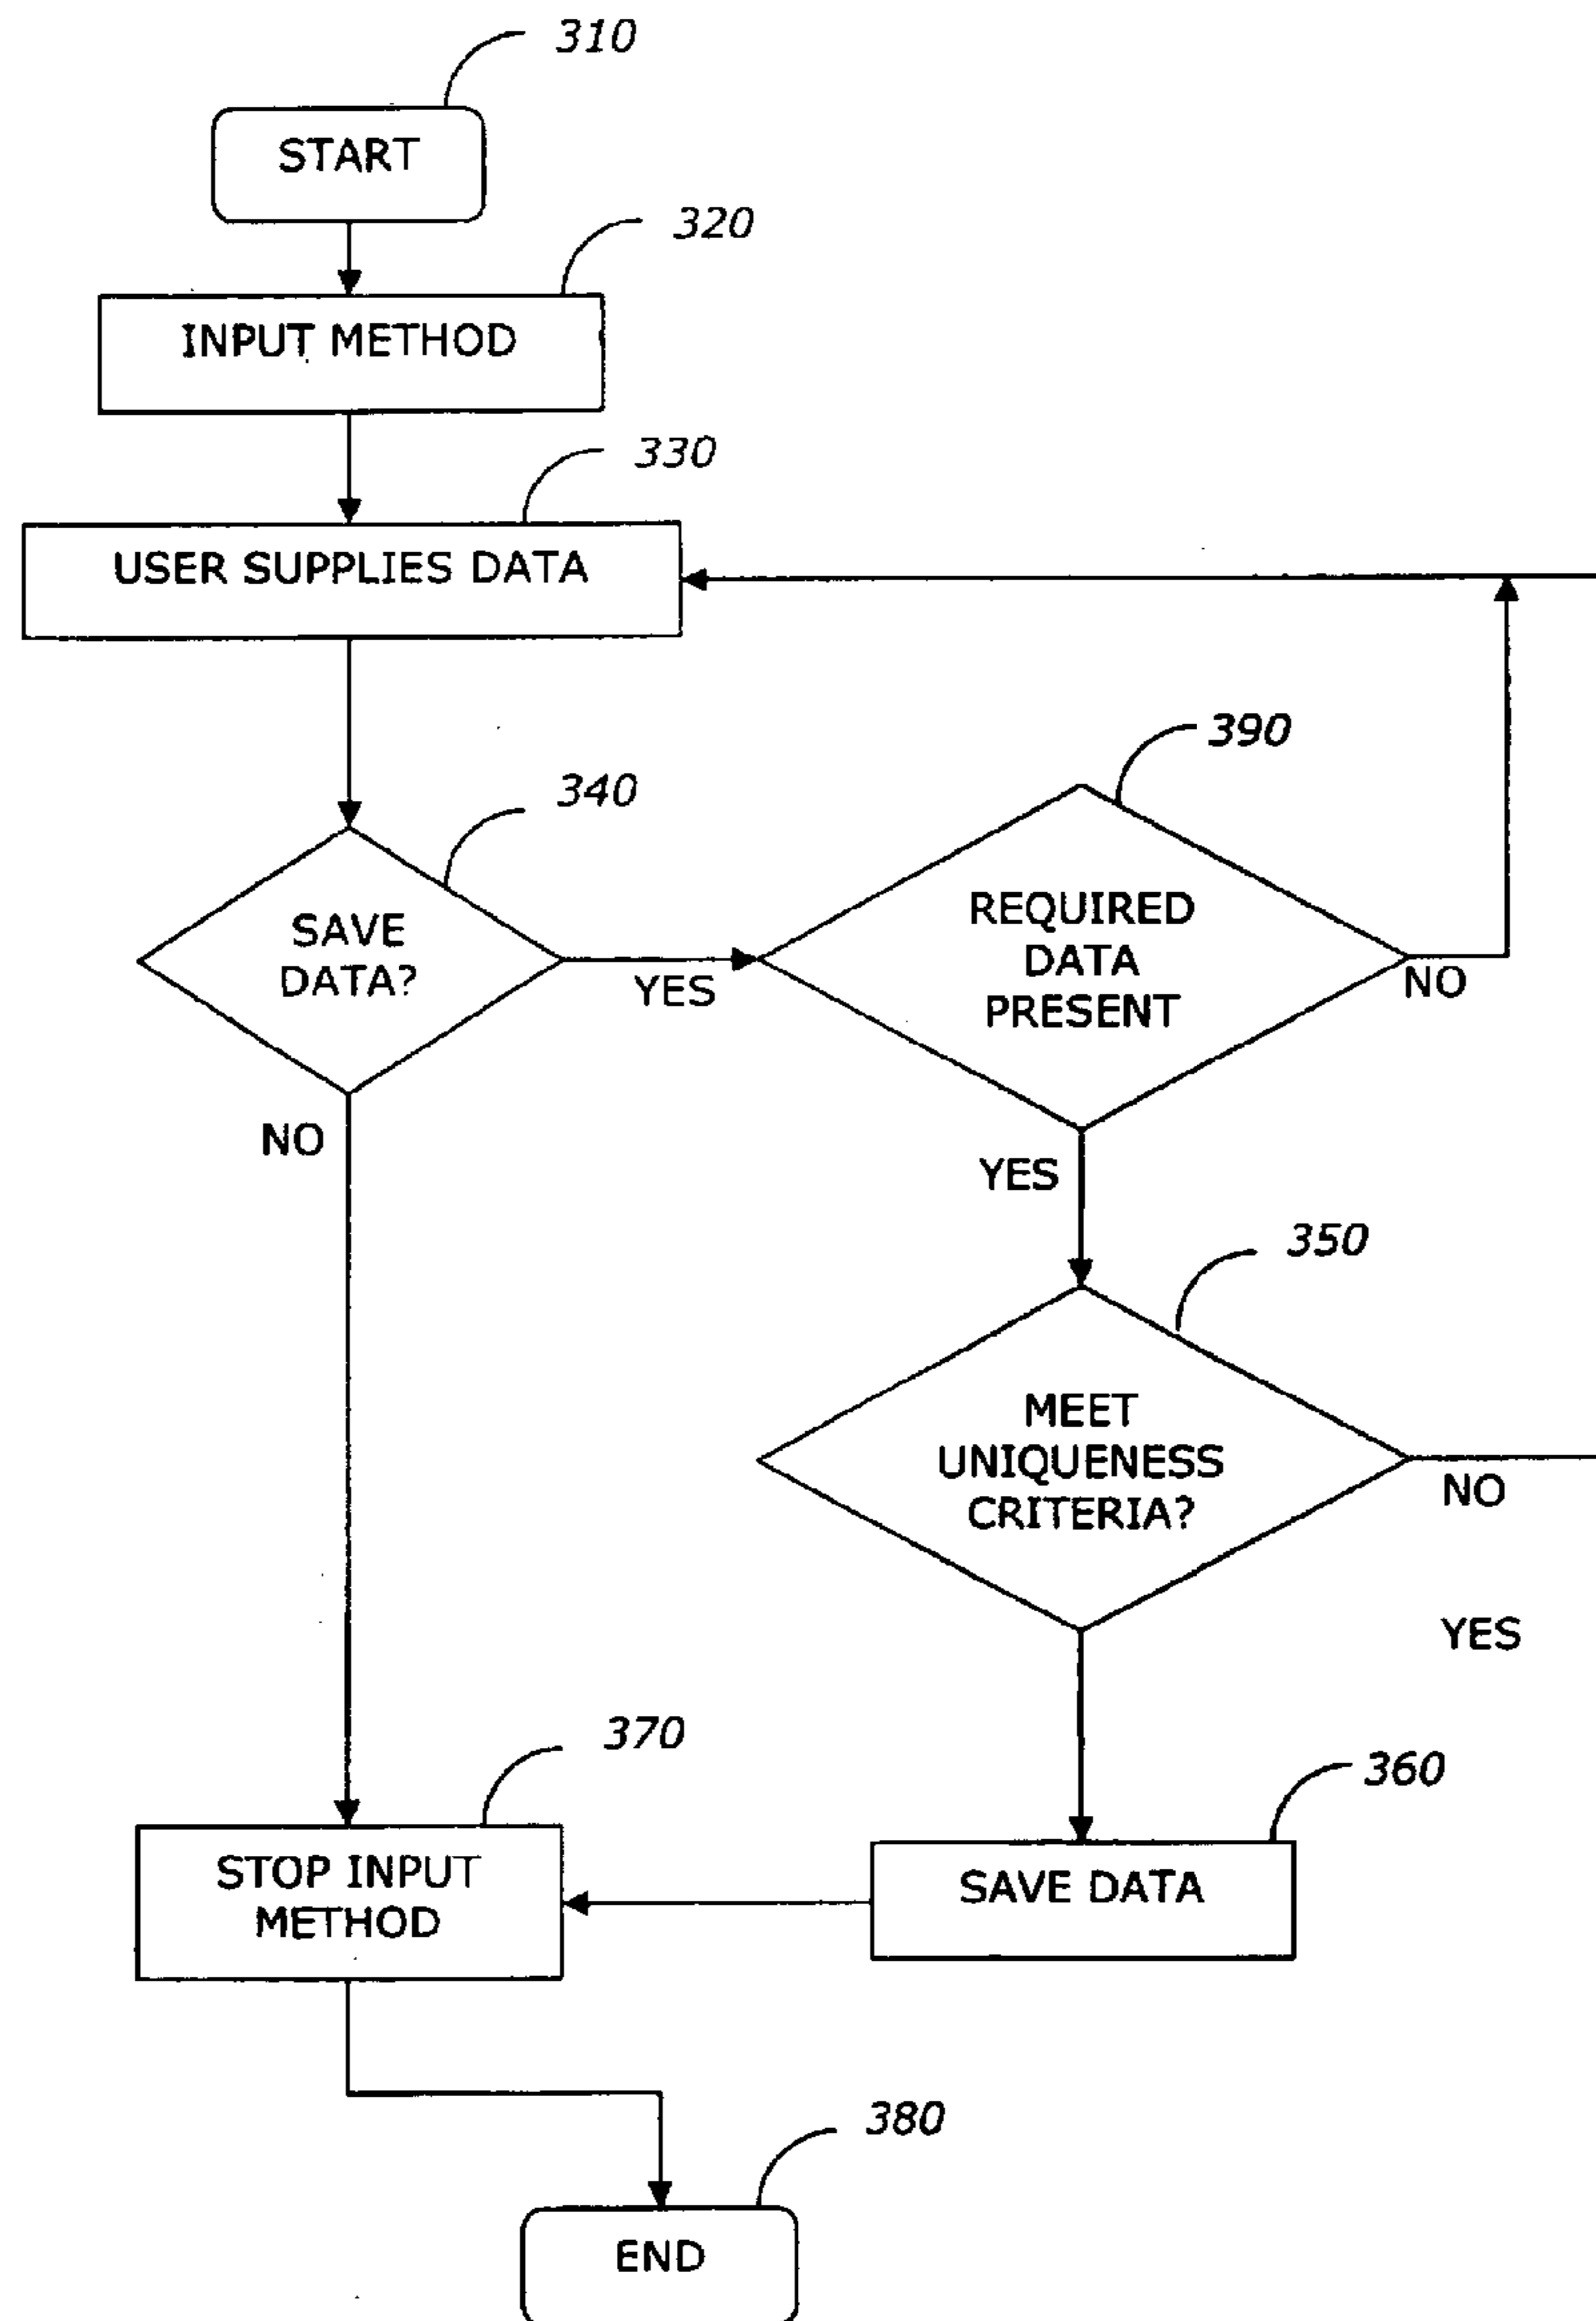 310
START
320
INPUT METHOD
330
USER SUPPLIES DATA
390
340
SAVE
DATA?
YES
REQUIRED
DATA
PRESENT
NO
NO
YES
350
MEET
UNIQUENESS
CRITERIA?
NO
YES
370
360
STOP INPUT
METHOD
SAVE DATA
380
END